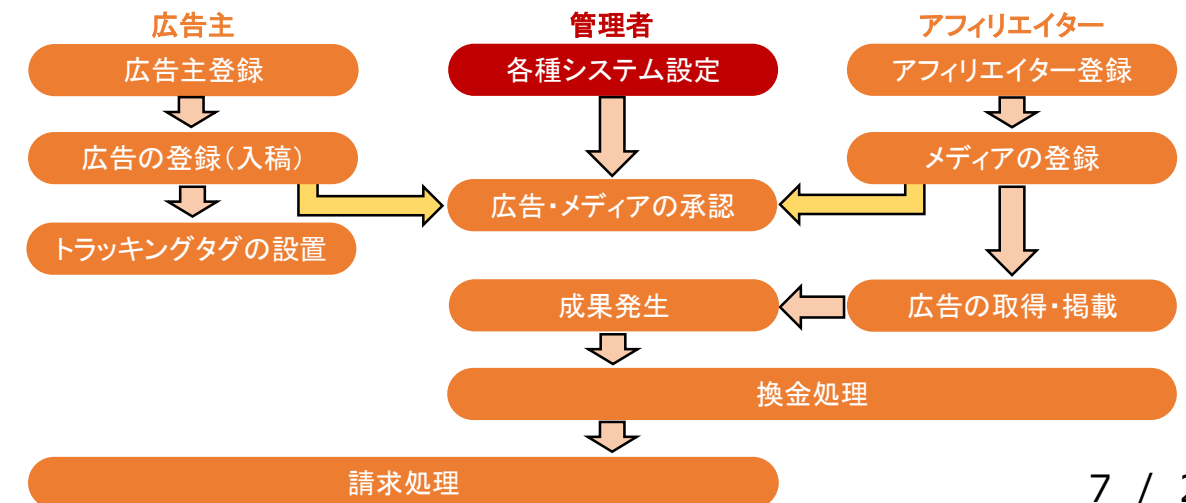 広告主
管理者
アフィリエイター
広告主登録
各種システム設定
アフィリエイター登録
広告の登録（入稿）
メディアの登録
広告・メディアの承認
トラッキングタグの設置
成果発生
広告の取得・掲載
換金処理
請求処理
7 /